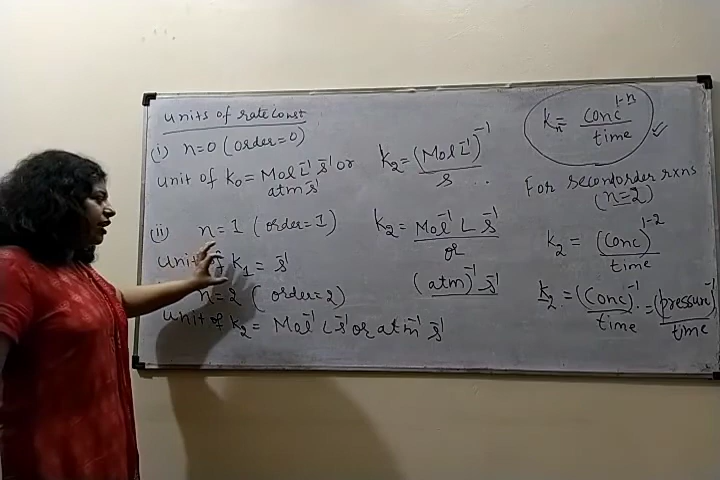 units of rate const
(i) n=0 (order=0)
unit of K₀ = Mol L⁻¹ s⁻¹ or
atm s⁻¹
(ii) n=1 (order=1)
Unit of K₁ = s⁻¹
n=2 (order=2)
Unit of K₂ = Mol⁻¹ L s⁻¹ or atm⁻¹ s⁻¹
K₂ = (Mol L⁻¹)⁻¹
s
K₂ = Mol⁻¹ L s⁻¹
or
(atm)⁻¹ s⁻¹
Kₙ = Conc¹⁻ⁿ
time
For second order rxns
(n=2)
K₂ = (Conc)¹⁻²
time
K₂ = (Conc)⁻¹ = (pressure)⁻¹
time time